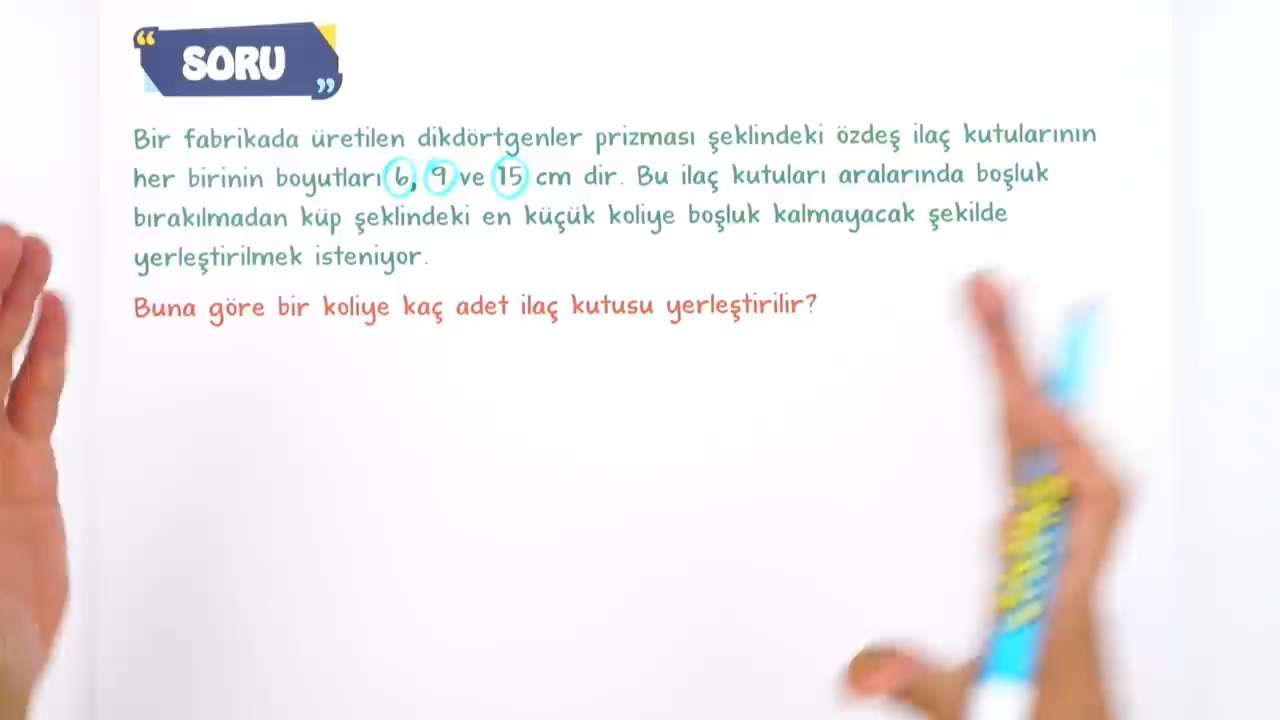 SORU
Bir fabrikada üretilen dikdörtgenler prizması şeklindeki özdeş ilaç kutularının
her birinin boyutları 6, 9 ve 15 cm dir. Bu ilaç kutuları aralarında boşluk
bırakılmadan küp şeklindeki en küçük koliye boşluk kalmayacak şekilde
yerleştirilmek isteniyor.
Buna göre bir koliye kaç adet ilaç kutusu yerleştirilir?